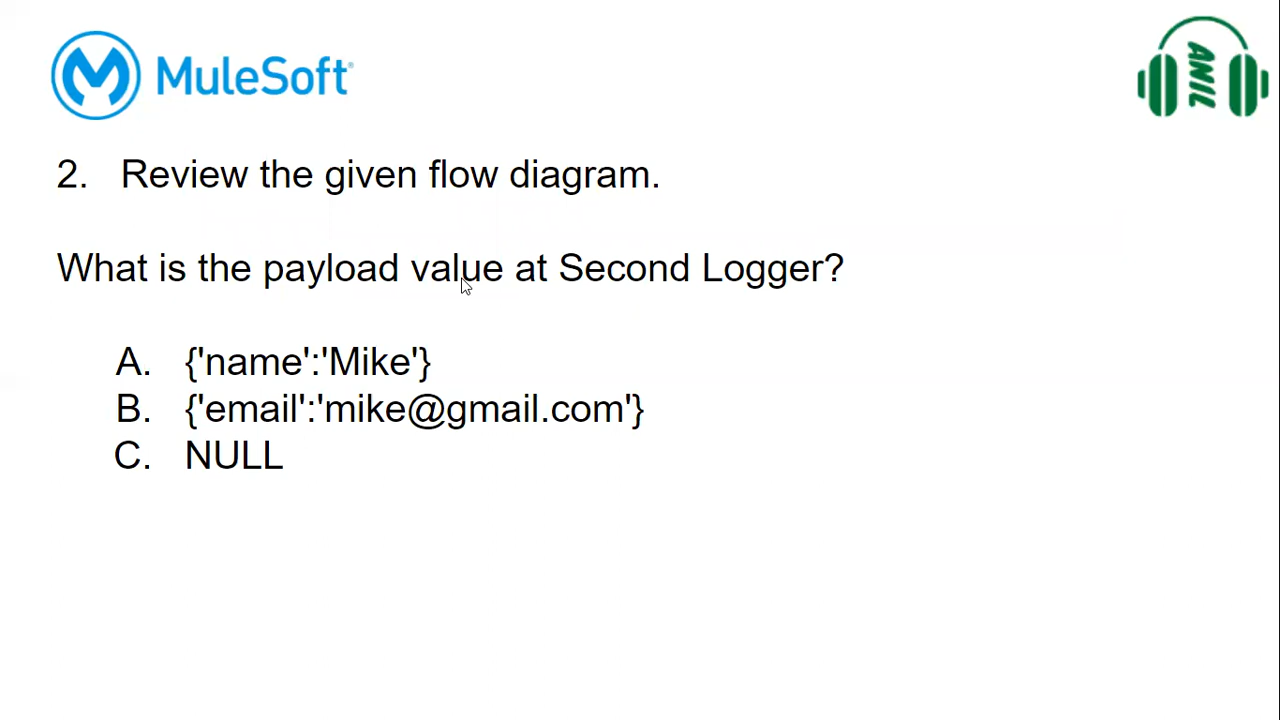 MuleSoft
ANIL
2. Review the given flow diagram.
What is the payload value at Second Logger?
A. {'name':'Mike'}
B. {'email':'mike@gmail.com'}
C. NULL